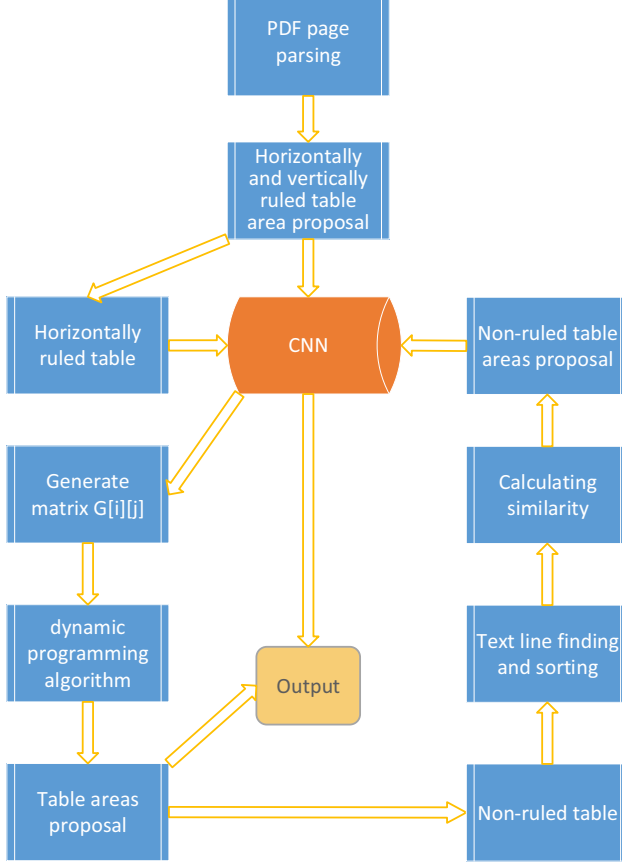 PDF page
parsing
Horizontally
and vertically
ruled table
area proposal
Horizontally
ruled table
CNN
Non-ruled table
areas proposal
Generate
matrix G[i][j]
Calculating
similarity
dynamic
programming
algorithm
Text line finding
and sorting
Output
Table areas
proposal
Non-ruled table